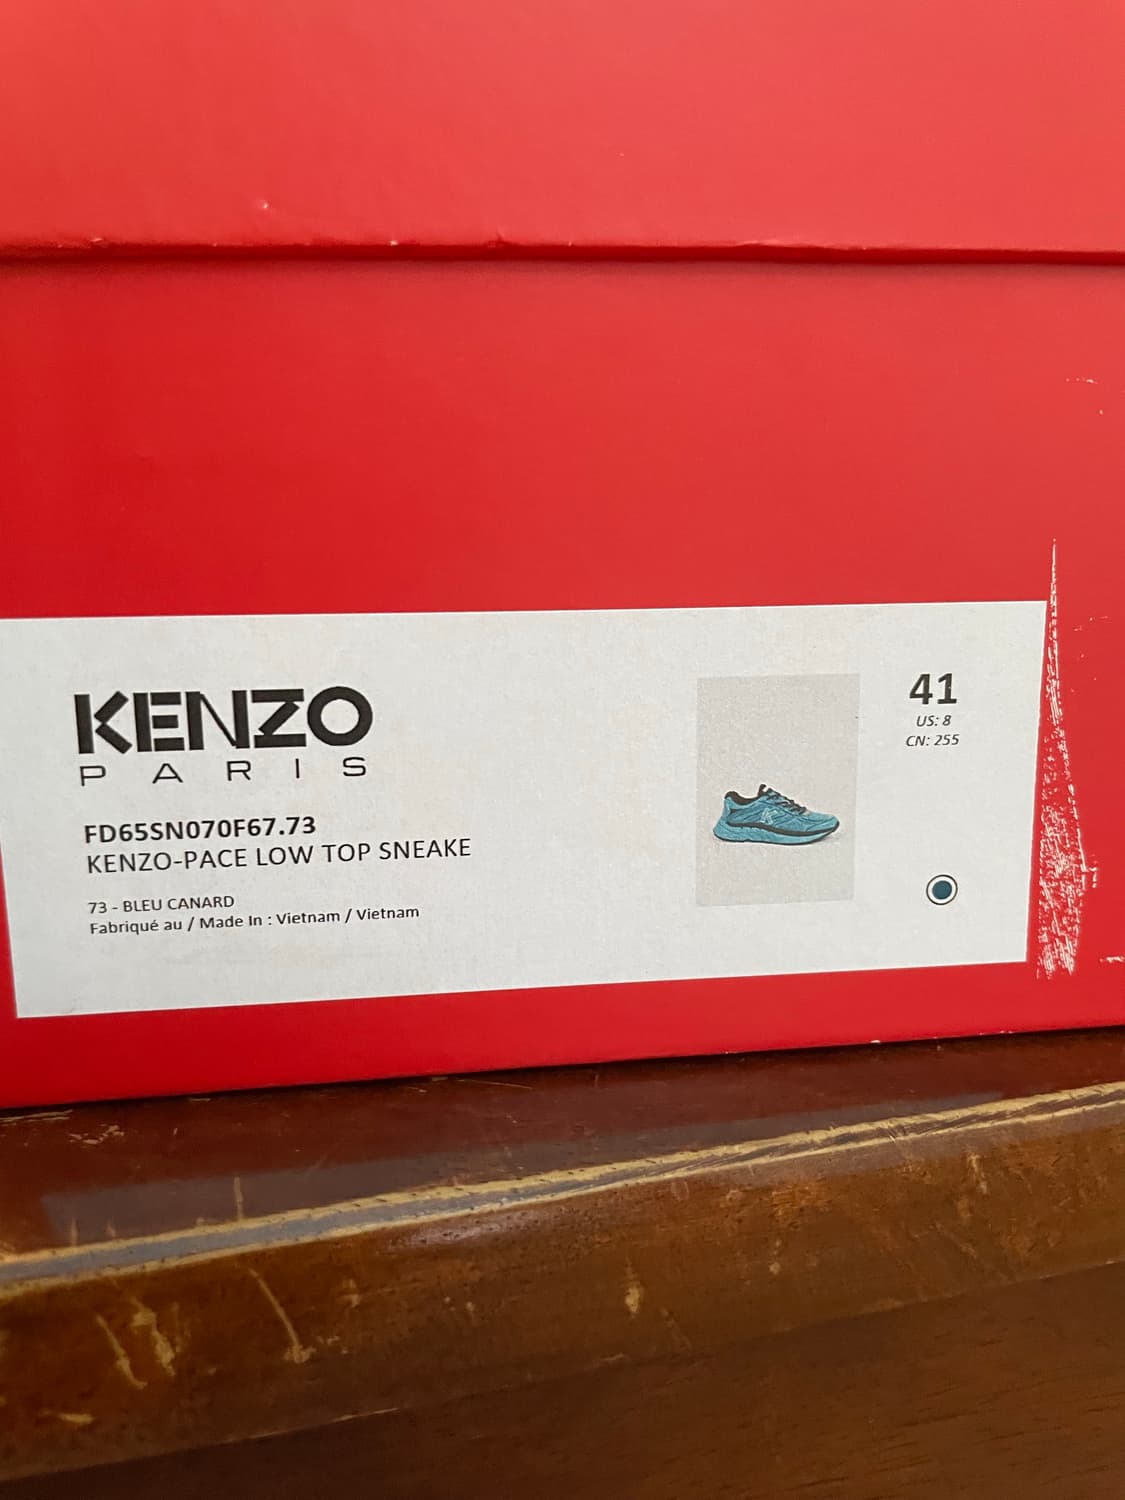 KENZO
PARIS
FD65SN070F67.73
KENZO-PACE LOW TOP SNEAKE
73 - BLEU CANARD
Fabriqué au / Made In : Vietnam / Vietnam
41
US: 8
CN: 255